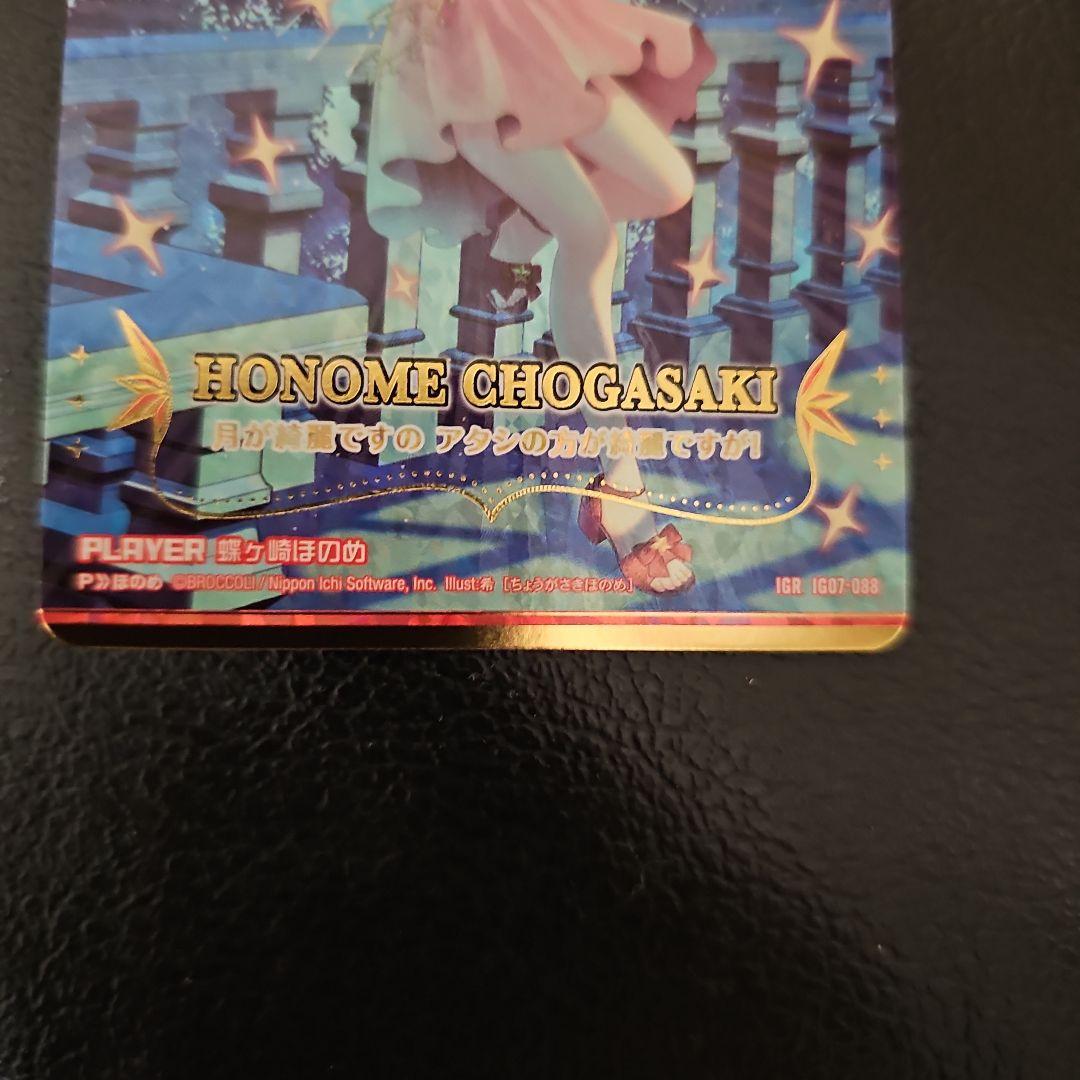 HONOME CHOGASAKI
月が綺麗ですの アタシの方が綺麗ですが!
PLAYER 蝶ヶ崎ほのめ
P≫ほのめ ©BROCCOLI / Nippon Ichi Software, Inc. Illust:希 [ちょうがさきほのめ] IGR IG07-088